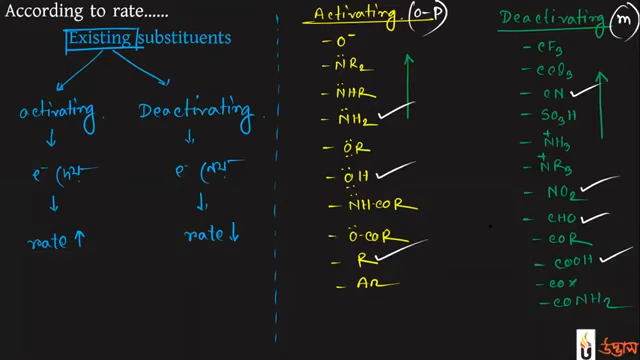 According to rate......
Existing substituents
activating
Deactivating
e⁻
e⁻
rate ↑
rate ↓
Activating (O-P)
- O⁻
- N̈R₂
- N̈HR
- N̈H₂
- ÖR
- ÖH
- N̈H-COR
- Ö-COR
- R
- Ar
Deactivating (m)
- CF₃
- CCl₃
- CN
- SO₃H
- N⁺H₃
- N⁺R₃
- NO₂
- CHO
- COR
- COOH
- COX
- CONH₂
উদ্ভাস